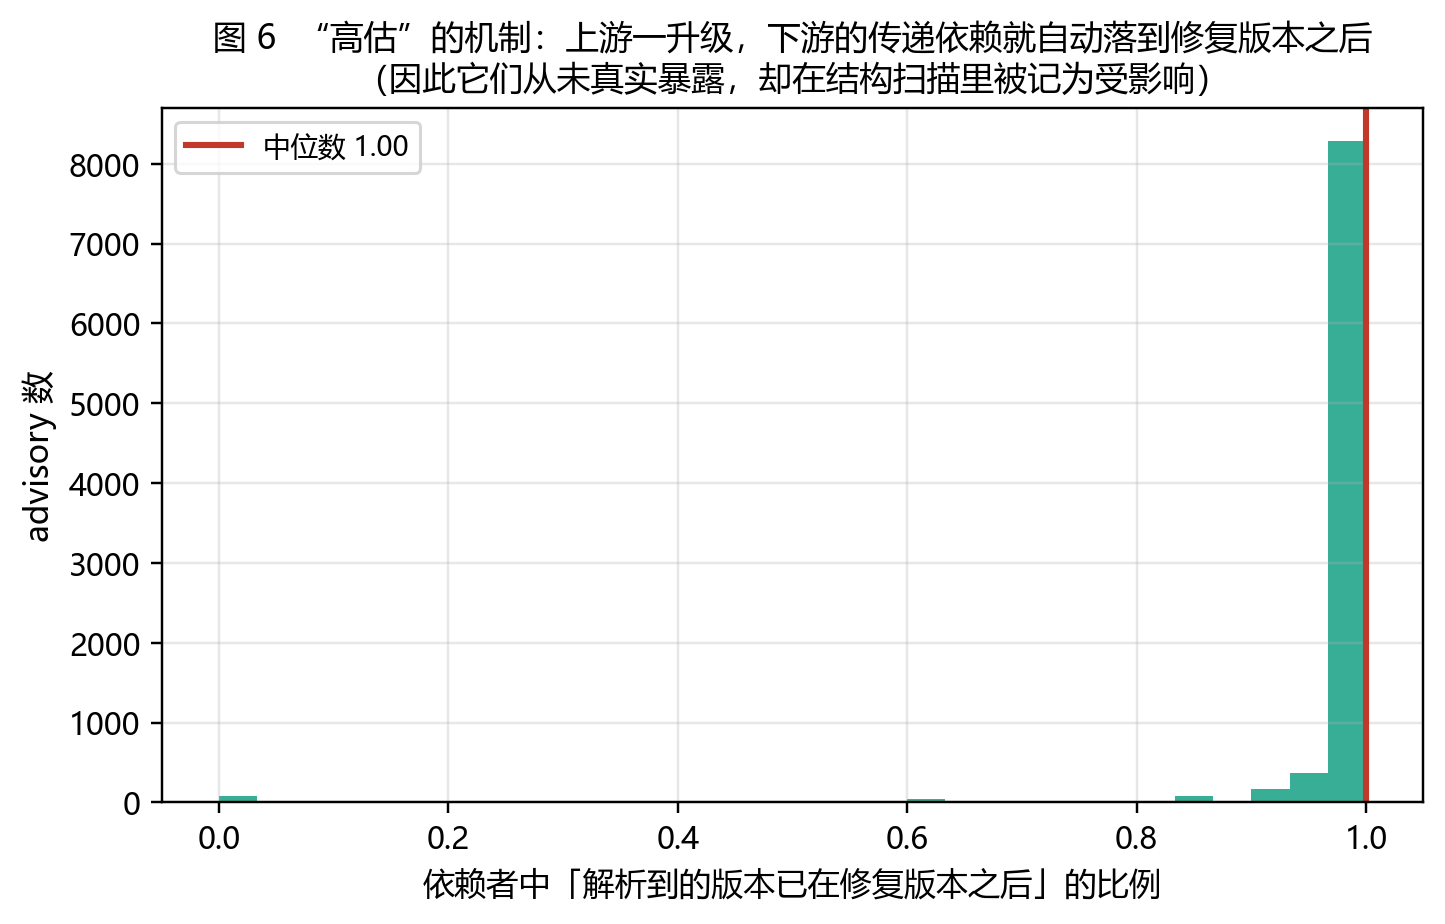 图 6 “高估”的机制：上游一升级，下游的传递依赖就自动落到修复版本之后
（因此它们从未真实暴露，却在结构扫描里被记为受影响）
中位数 1.00
8000
7000
6000
5000
4000
3000
2000
1000
0
advisory 数
0.0 0.2 0.4 0.6 0.8 1.0
依赖者中「解析到的版本已在修复版本之后」的比例